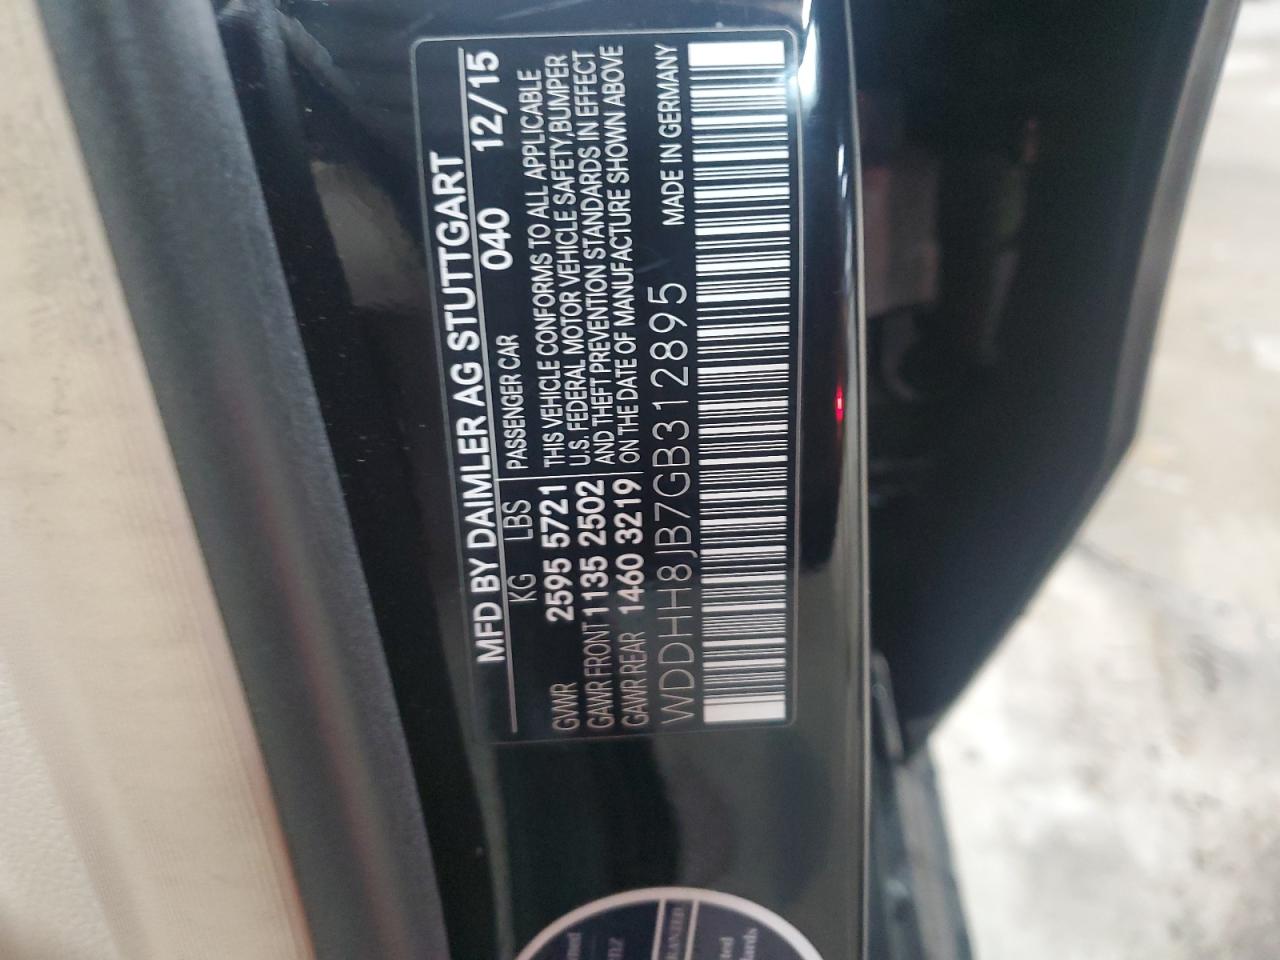 MFD BY DAIMLER AG STUTTGART
KG LBS PASSENGER CAR 040 12/15
GVWR 2595 5721 THIS VEHICLE CONFORMS TO ALL APPLICABLE
GAWR FRONT 1135 2502 U.S. FEDERAL MOTOR VEHICLE SAFETY,BUMPER
AND THEFT PREVENTION STANDARDS IN EFFECT
GAWR REAR 1460 3219 ON THE DATE OF MANUFACTURE SHOWN ABOVE
WDDHH8JB7GB312895 MADE IN GERMANY